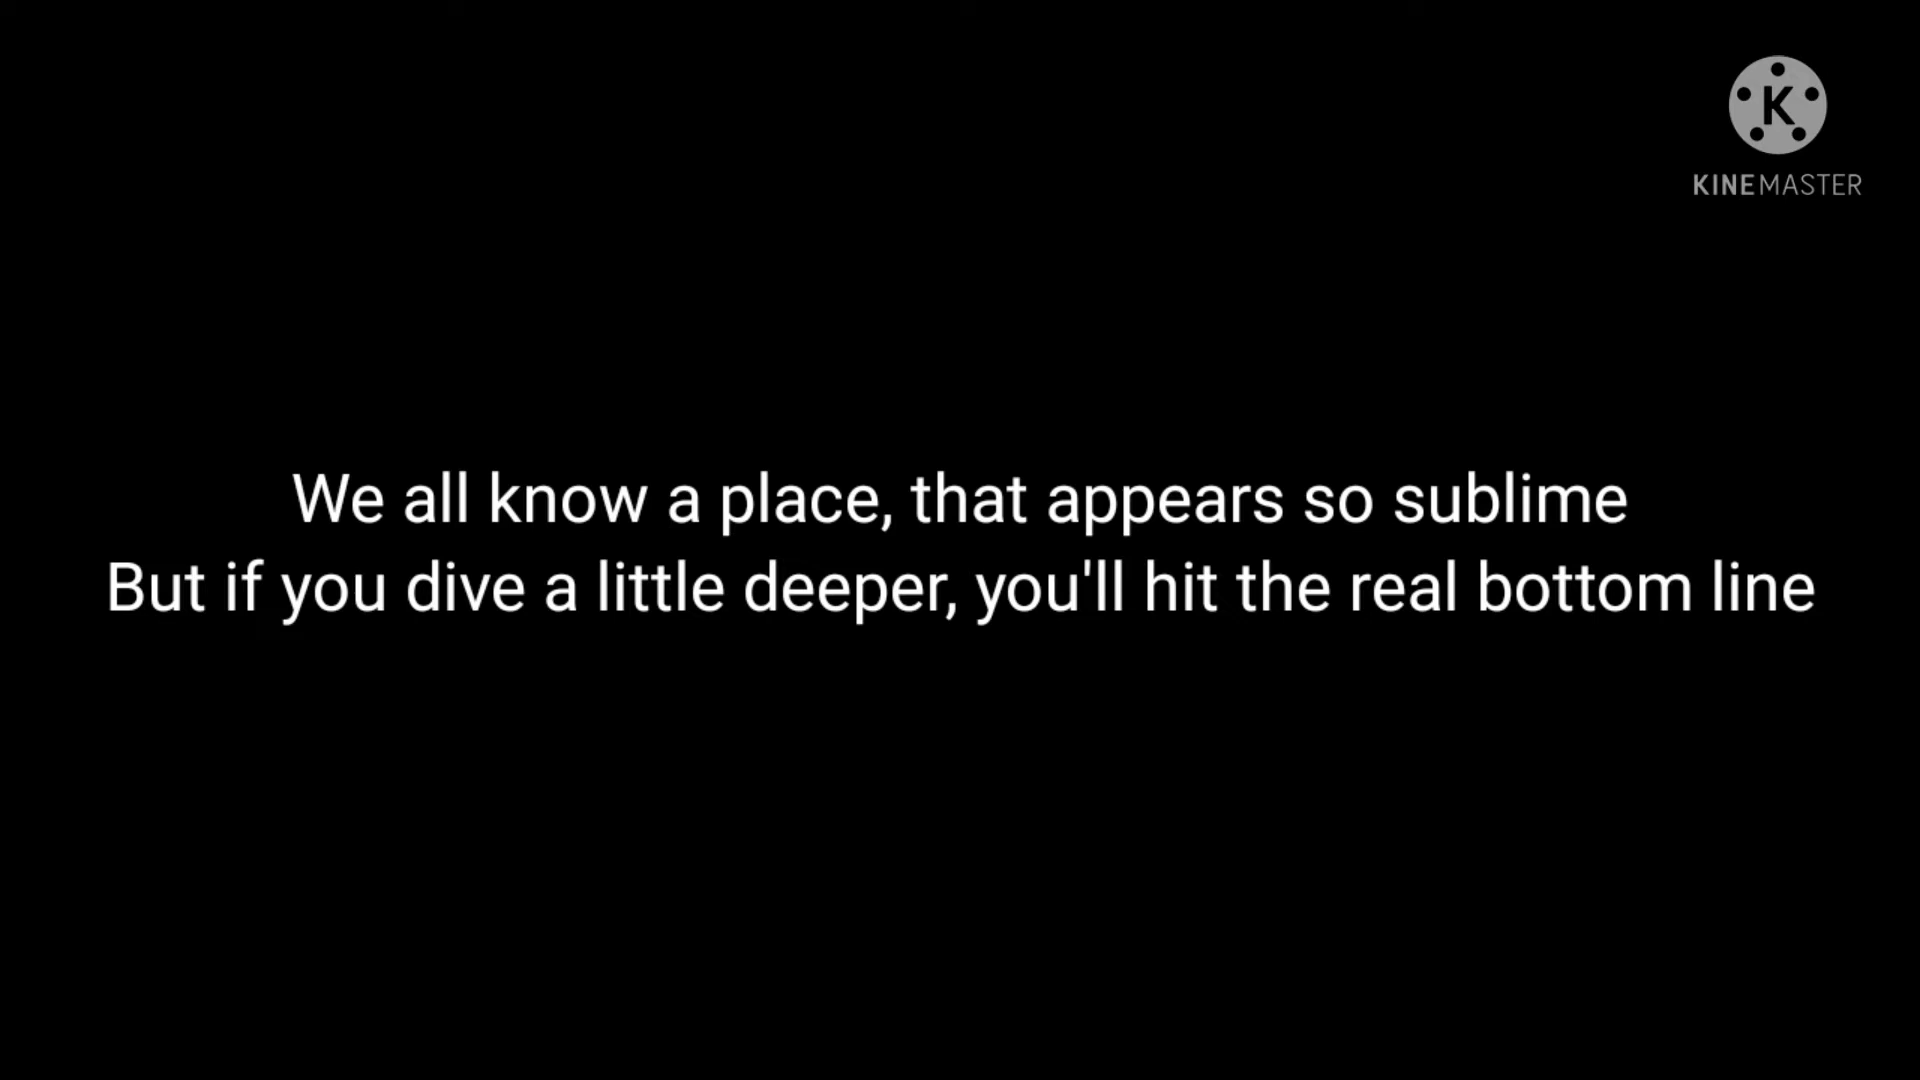 K
KINEMASTER
We all know a place, that appears so sublime
But if you dive a little deeper, you'll hit the real bottom line